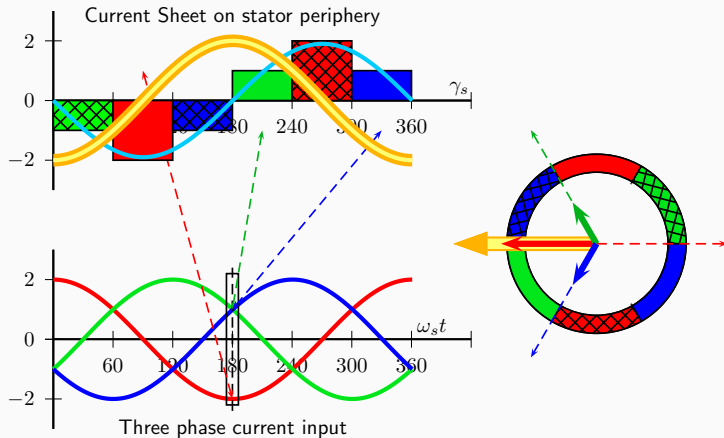 Current Sheet on stator periphery
2
0
−2
180 240 300 360
γs
2
0
−2
60 120 180 240 300 360
ωst
Three phase current input